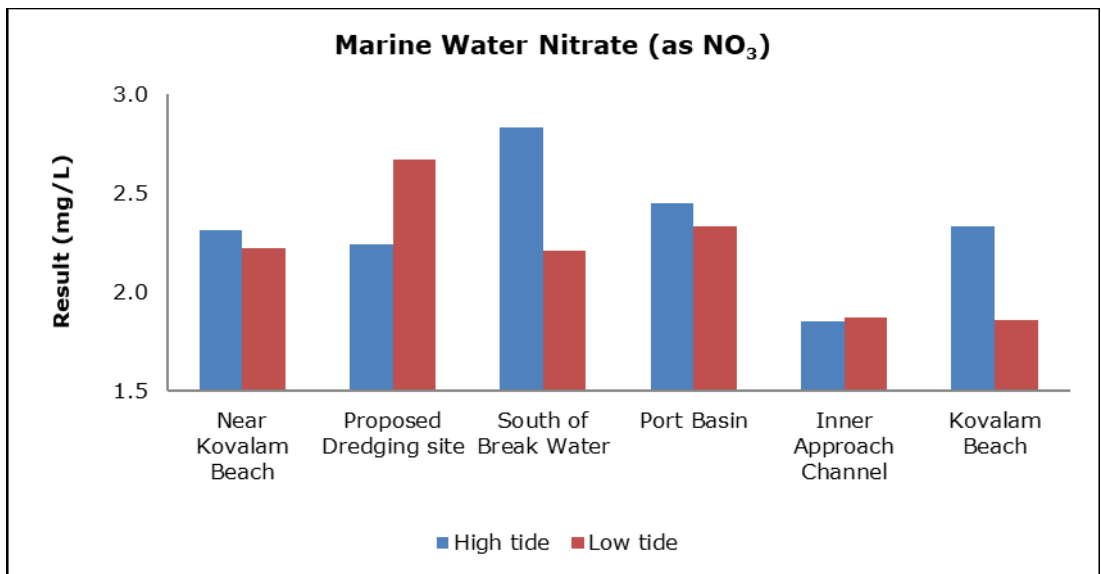 Marine Water Nitrate (as NO₃)
Result (mg/L)
3.0
2.5
2.0
1.5
Near
Kovalam
Beach
Proposed
Dredging site
South of
Break Water
Port Basin
Inner
Approach
Channel
Kovalam
Beach
High tide
Low tide